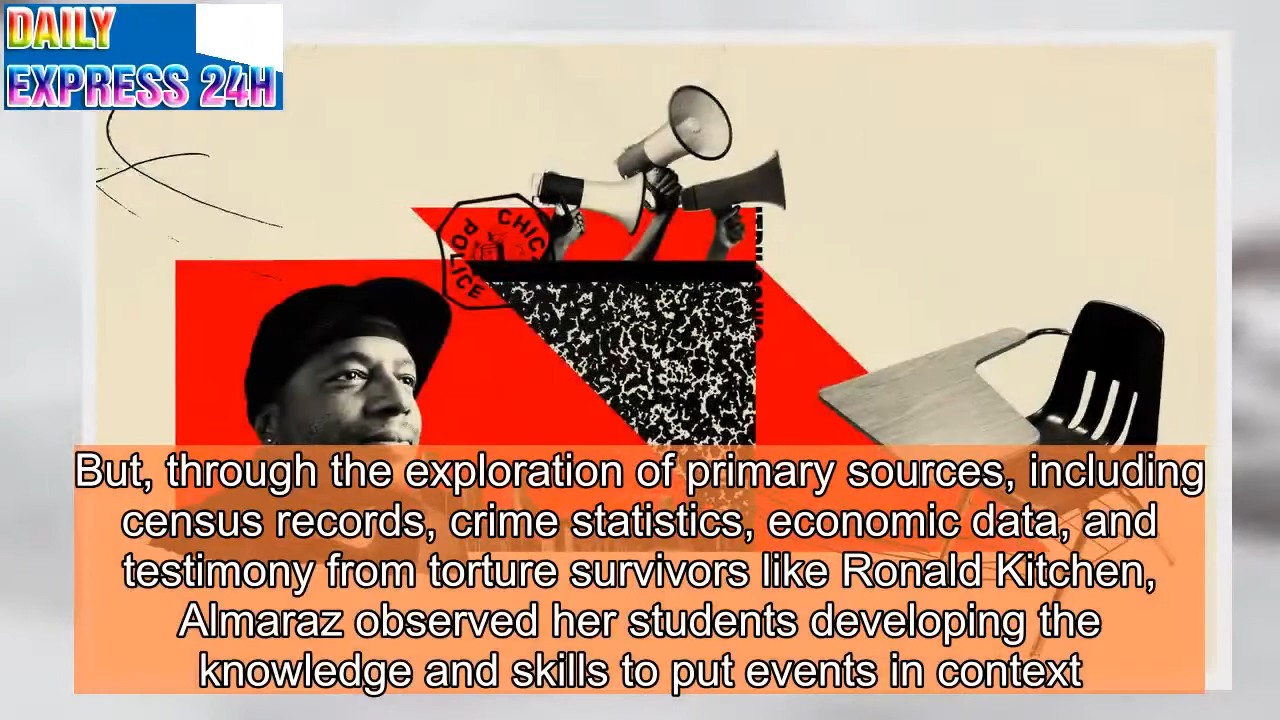 DAILY
EXPRESS 24H
CHIC
POLICE
But, through the exploration of primary sources, including
census records, crime statistics, economic data, and
testimony from torture survivors like Ronald Kitchen,
Almaraz observed her students developing the
knowledge and skills to put events in context